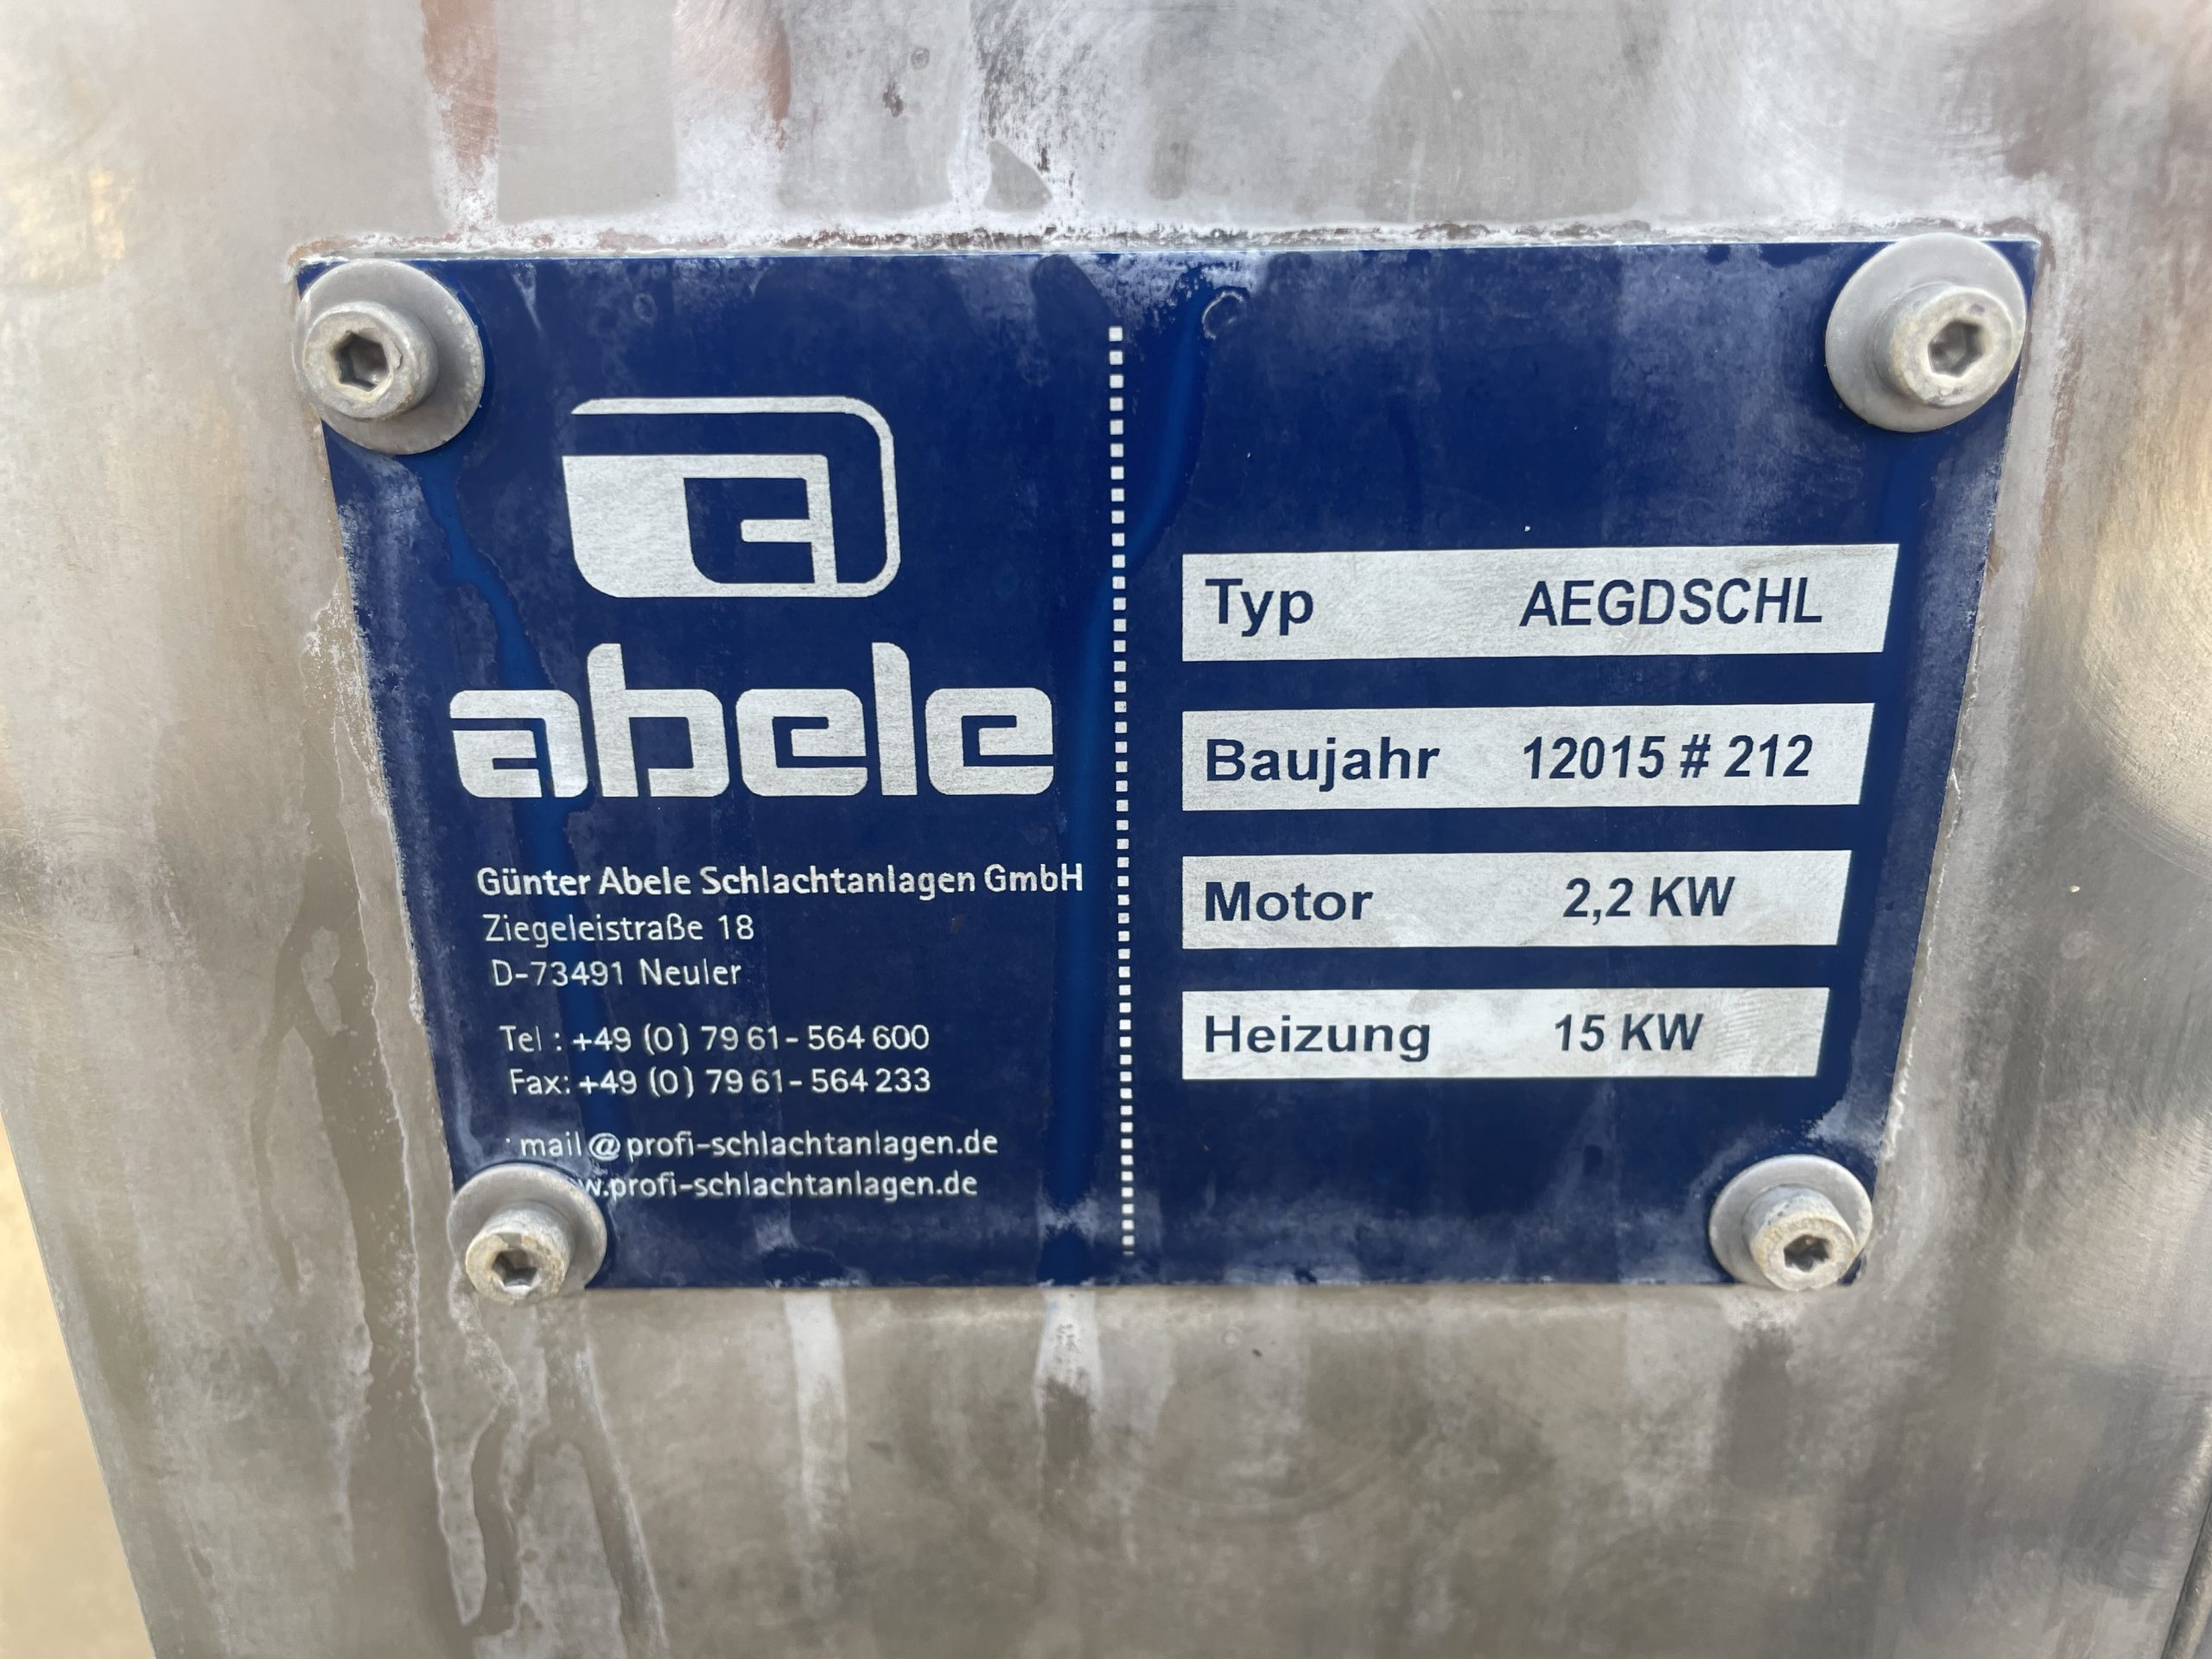 abele
Günter Abele Schlachtanlagen GmbH
Ziegeleistraße 18
D-73491 Neuler
Tel : +49 (0) 79 61 - 564 600
Fax: +49 (0) 79 61 - 564 233
mail@profi-schlachtanlagen.de
w.profi-schlachtanlagen.de
Typ AEGDSCHL
Baujahr 12015 # 212
Motor 2,2 KW
Heizung 15 KW